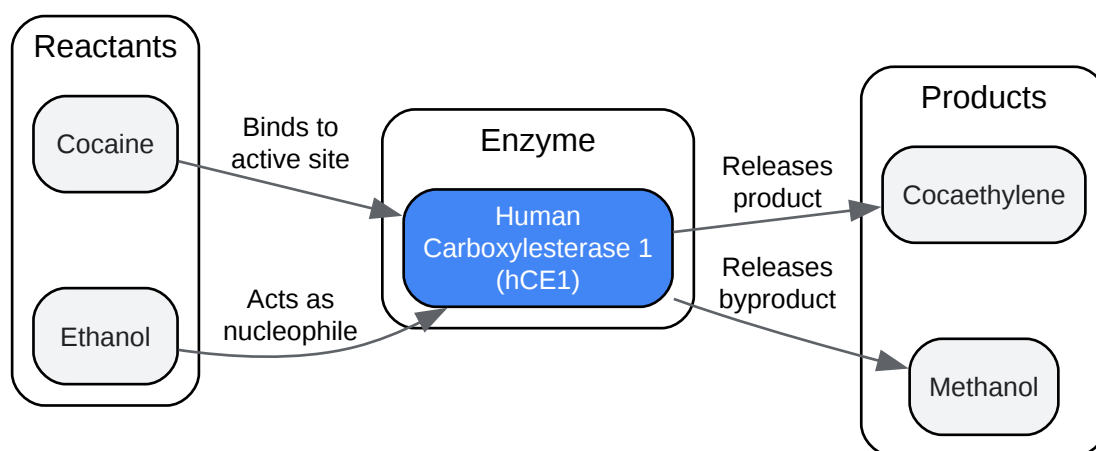 Reactants
Cocaine
Ethanol
Binds to
active site
Acts as
nucleophile
Enzyme
Human
Carboxylesterase 1
(hCE1)
Releases
product
Releases
byproduct
Products
Cocaethylene
Methanol